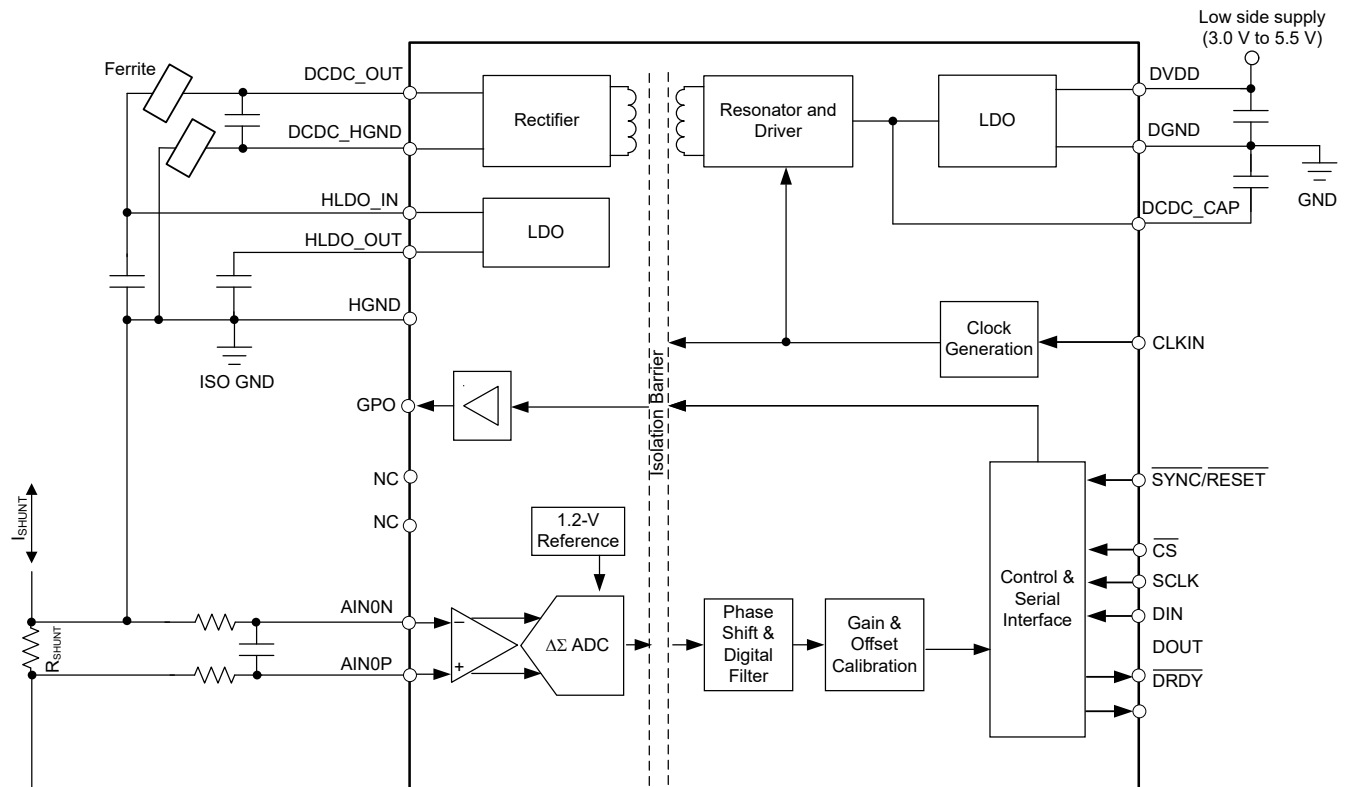 Low side supply
(3.0 V to 5.5 V)
Ferrite
DCDC_OUT
DCDC_HGND
HLDO_IN
HLDO_OUT
HGND
ISO GND
GPO
NC
NC
AIN0N
AIN0P
ISHUNT
RSHUNT
Rectifier
LDO
1.2-V
Reference
ΔΣ ADC
−
+
Isolation Barrier
Resonator and
Driver
LDO
Clock
Generation
Phase
Shift &
Digital
Filter
Gain &
Offset
Calibration
Control &
Serial
Interface
DVDD
DGND
GND
DCDC_CAP
CLKIN
SYNC/RESET
CS
SCLK
DIN
DOUT
DRDY